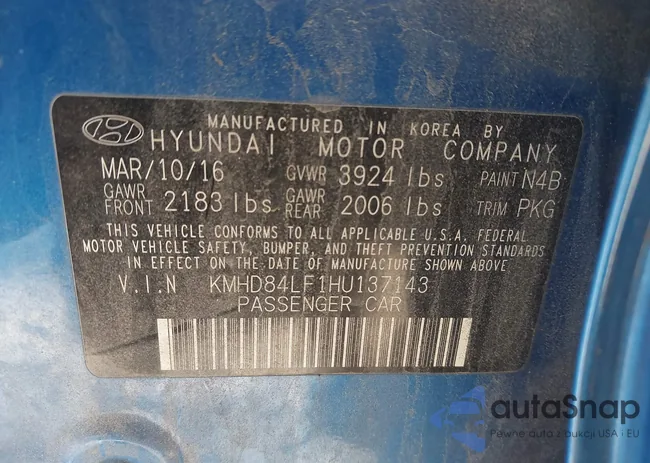 MANUFACTURED IN KOREA BY
HYUNDAI MOTOR COMPANY
MAR/10/16 GVWR 3924 lbs PAINT N4B
GAWR FRONT 2183 lbs GAWR REAR 2006 lbs TRIM PKG
THIS VEHICLE CONFORMS TO ALL APPLICABLE U.S.A. FEDERAL
MOTOR VEHICLE SAFETY, BUMPER, AND THEFT PREVENTION STANDARDS
IN EFFECT ON THE DATE OF MANUFACTURE SHOWN ABOVE
V.I.N KMHD84LF1HU137143
PASSENGER CAR
autoSnap
Pewne auta z aukcji USA i EU